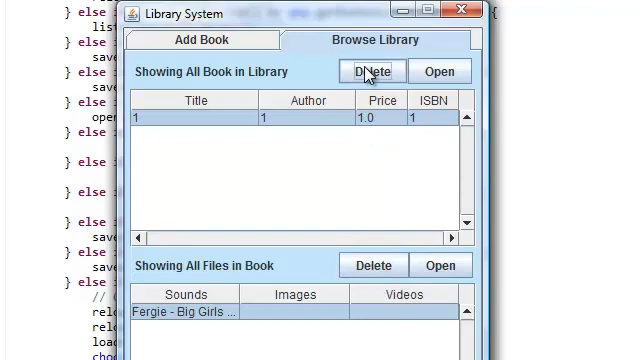 } else i
list
} else i
save
} else i
save
} else i
oper
} else i
} else i
} else i
} else i
save
} else i
save
} else i
// C
relo
relo
load
choo
Library System
Add Book
Browse Library
Showing All Book in Library
Delete
Open
Title Author Price ISBN
1 1 1.0 1
Showing All Files in Book
Delete
Open
Sounds Images Videos
Fergie - Big Girls ...